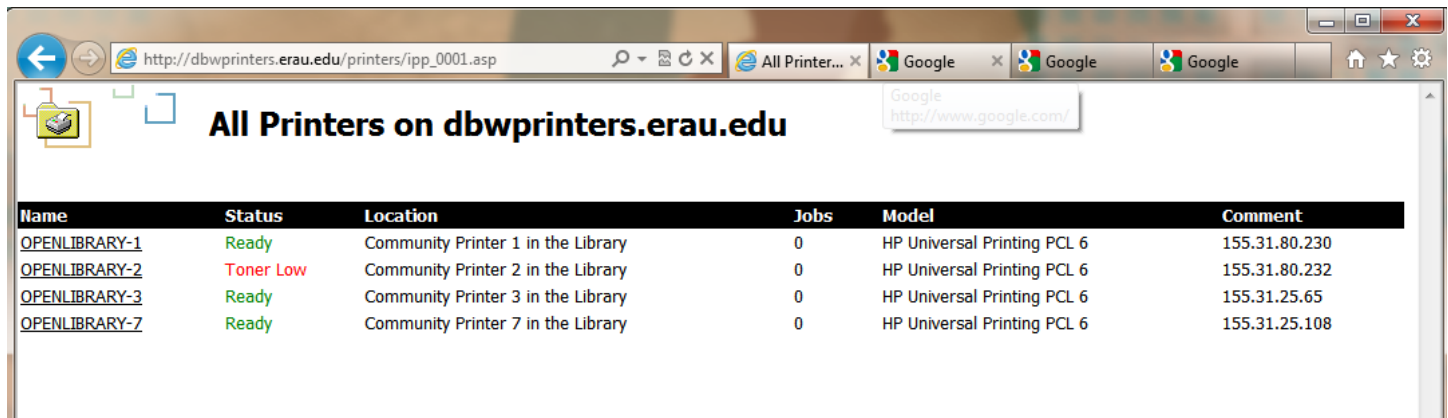 http://dbwprinters.erau.edu/printers/ipp_0001.asp All Printer... Google Google Google
Google
http://www.google.com/
All Printers on dbwprinters.erau.edu
Name Status Location Jobs Model Comment
OPENLIBRARY-1 Ready Community Printer 1 in the Library 0 HP Universal Printing PCL 6 155.31.80.230
OPENLIBRARY-2 Toner Low Community Printer 2 in the Library 0 HP Universal Printing PCL 6 155.31.80.232
OPENLIBRARY-3 Ready Community Printer 3 in the Library 0 HP Universal Printing PCL 6 155.31.25.65
OPENLIBRARY-7 Ready Community Printer 7 in the Library 0 HP Universal Printing PCL 6 155.31.25.108